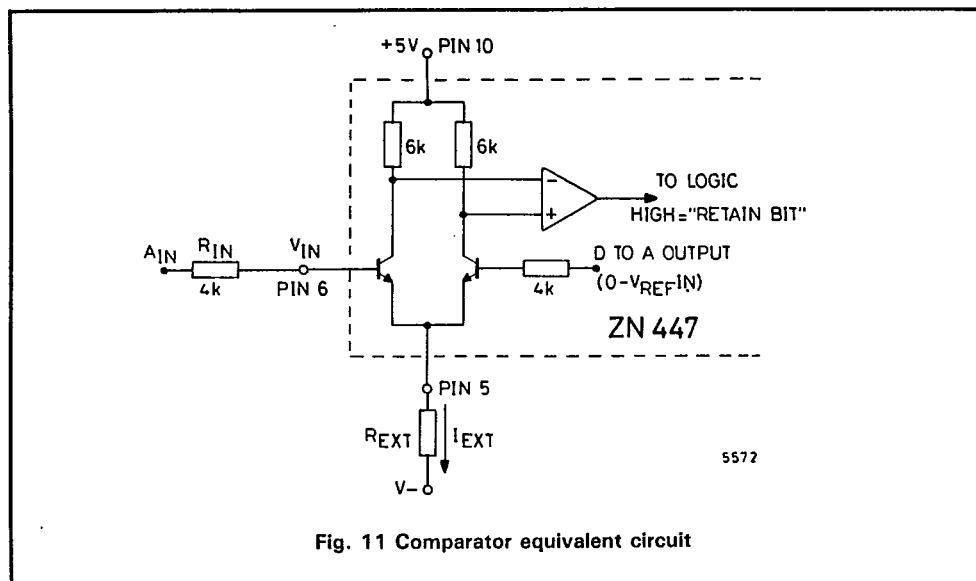 +5V PIN 10
6k 6k
TO LOGIC
HIGH="RETAIN BIT"
AIN RIN VIN
4k PIN 6
D TO A OUTPUT
4k (0-VREFIN)
ZN 447
PIN 5
REXT IEXT
V-
5572
Fig. 11 Comparator equivalent circuit